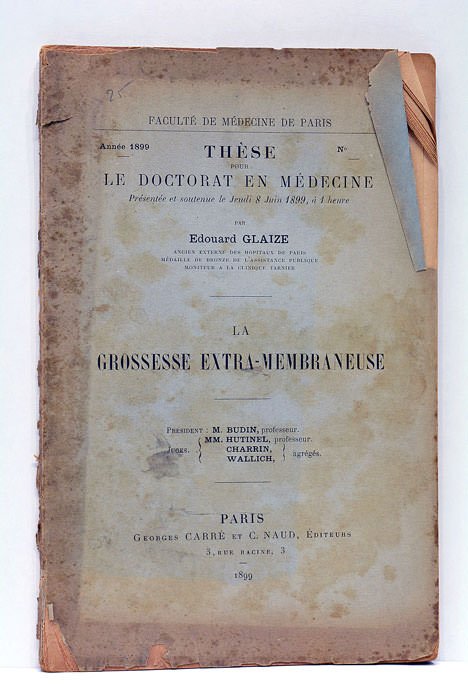 25
FACULTÉ DE MÉDECINE DE PARIS
Année 1899
THÈSE
N°
POUR
LE DOCTORAT EN MÉDECINE
Présentée et soutenue le Jeudi 8 Juin 1899, à 1 heure
PAR
Edouard GLAIZE
ANCIEN EXTERNE DES HOPITAUX DE PARIS
MÉDAILLE DE BRONZE DE L'ASSISTANCE PUBLIQUE
MONITEUR A LA CLINIQUE TARNIER
LA
GROSSESSE EXTRA-MEMBRANEUSE
PRÉSIDENT : M. BUDIN, professeur.
MM. HUTINEL, professeur.
JUGES. CHARRIN,
WALLICH, agrégés.
PARIS
GEORGES CARRÉ ET C. NAUD, ÉDITEURS
3, RUE RACINE, 3
1899